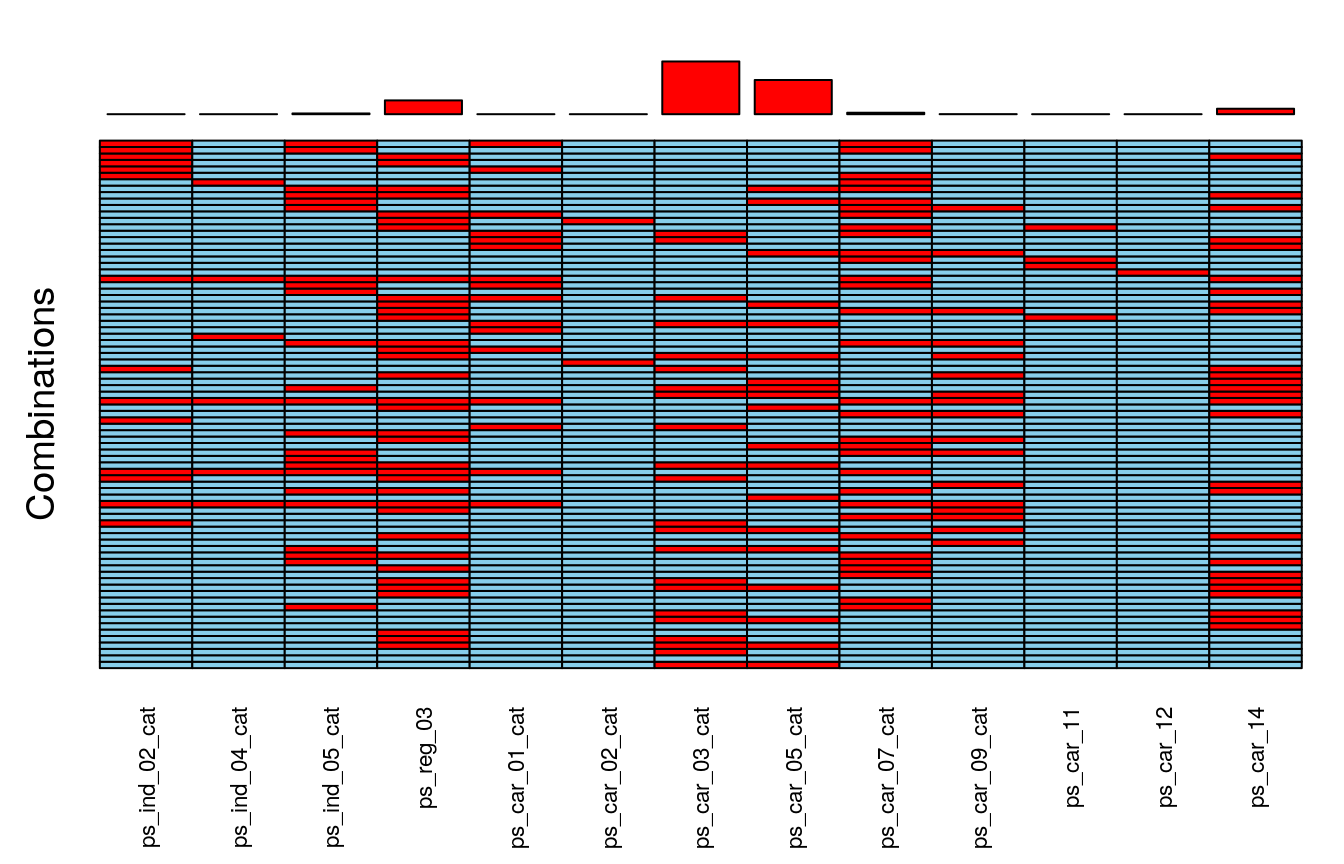 Combinations
ps_ind_02_cat
ps_ind_04_cat
ps_ind_05_cat
ps_reg_03
ps_car_01_cat
ps_car_02_cat
ps_car_03_cat
ps_car_05_cat
ps_car_07_cat
ps_car_09_cat
ps_car_11
ps_car_12
ps_car_14